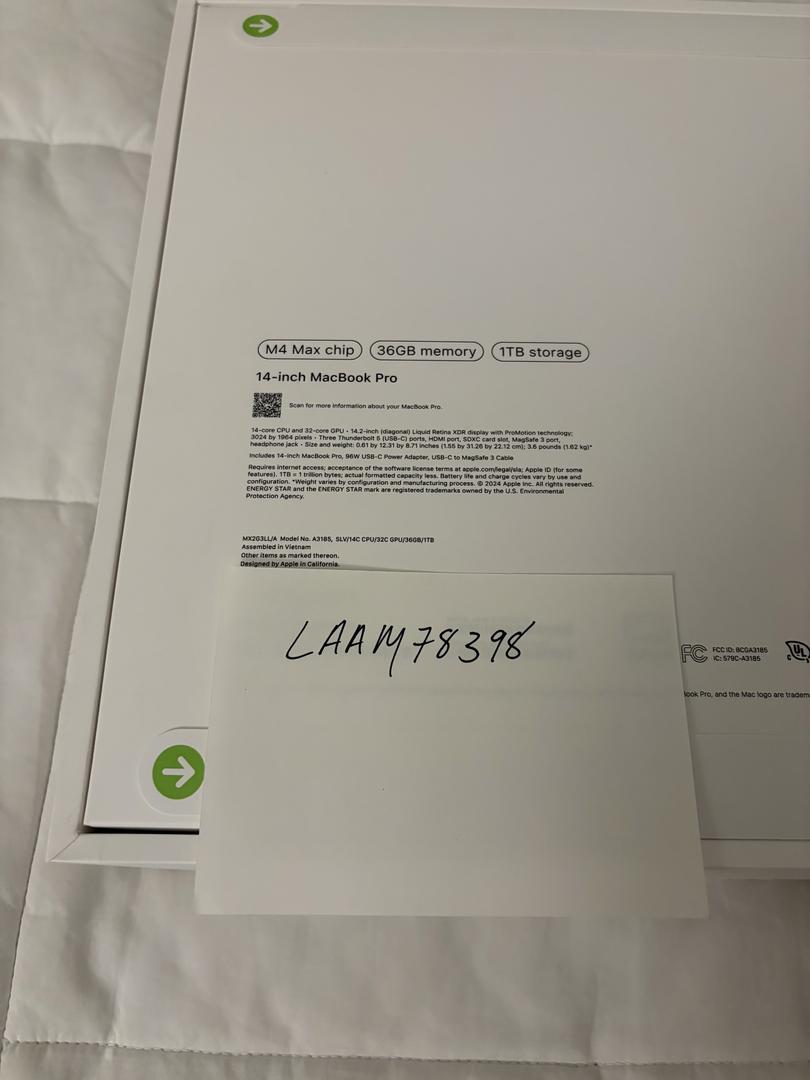 M4 Max chip 36GB memory 1TB storage
14-inch MacBook Pro
Scan for more information about your MacBook Pro.
14-core CPU and 32-core GPU • 14.2-inch (diagonal) Liquid Retina XDR display with ProMotion technology;
3024 by 1964 pixels • Three Thunderbolt 5 (USB-C) ports, HDMI port, SDXC card slot, MagSafe 3 port,
headphone jack • Size and weight: 0.61 by 12.31 by 8.71 inches (1.55 by 31.26 by 22.12 cm); 3.6 pounds (1.62 kg)*
Includes 14-inch MacBook Pro, 96W USB-C Power Adapter, USB-C to MagSafe 3 Cable
Requires internet access; acceptance of the software license terms at apple.com/legal/sla; Apple ID (for some
features). 1TB = 1 trillion bytes; actual formatted capacity less. Battery life and charge cycles vary by use and
configuration. *Weight varies by configuration and manufacturing process. © 2024 Apple Inc. All rights reserved.
ENERGY STAR and the ENERGY STAR mark are registered trademarks owned by the U.S. Environmental
Protection Agency.
MX2G3LL/A Model No. A3185, SLV/14C CPU/32C GPU/36GB/1TB
Assembled in Vietnam
Other items as marked thereon.
Designed by Apple in California.
LAAM78398
FC FCC ID: BCGA3185
IC: 579C-A3185
c UL
ook Pro, and the Mac logo are tradem